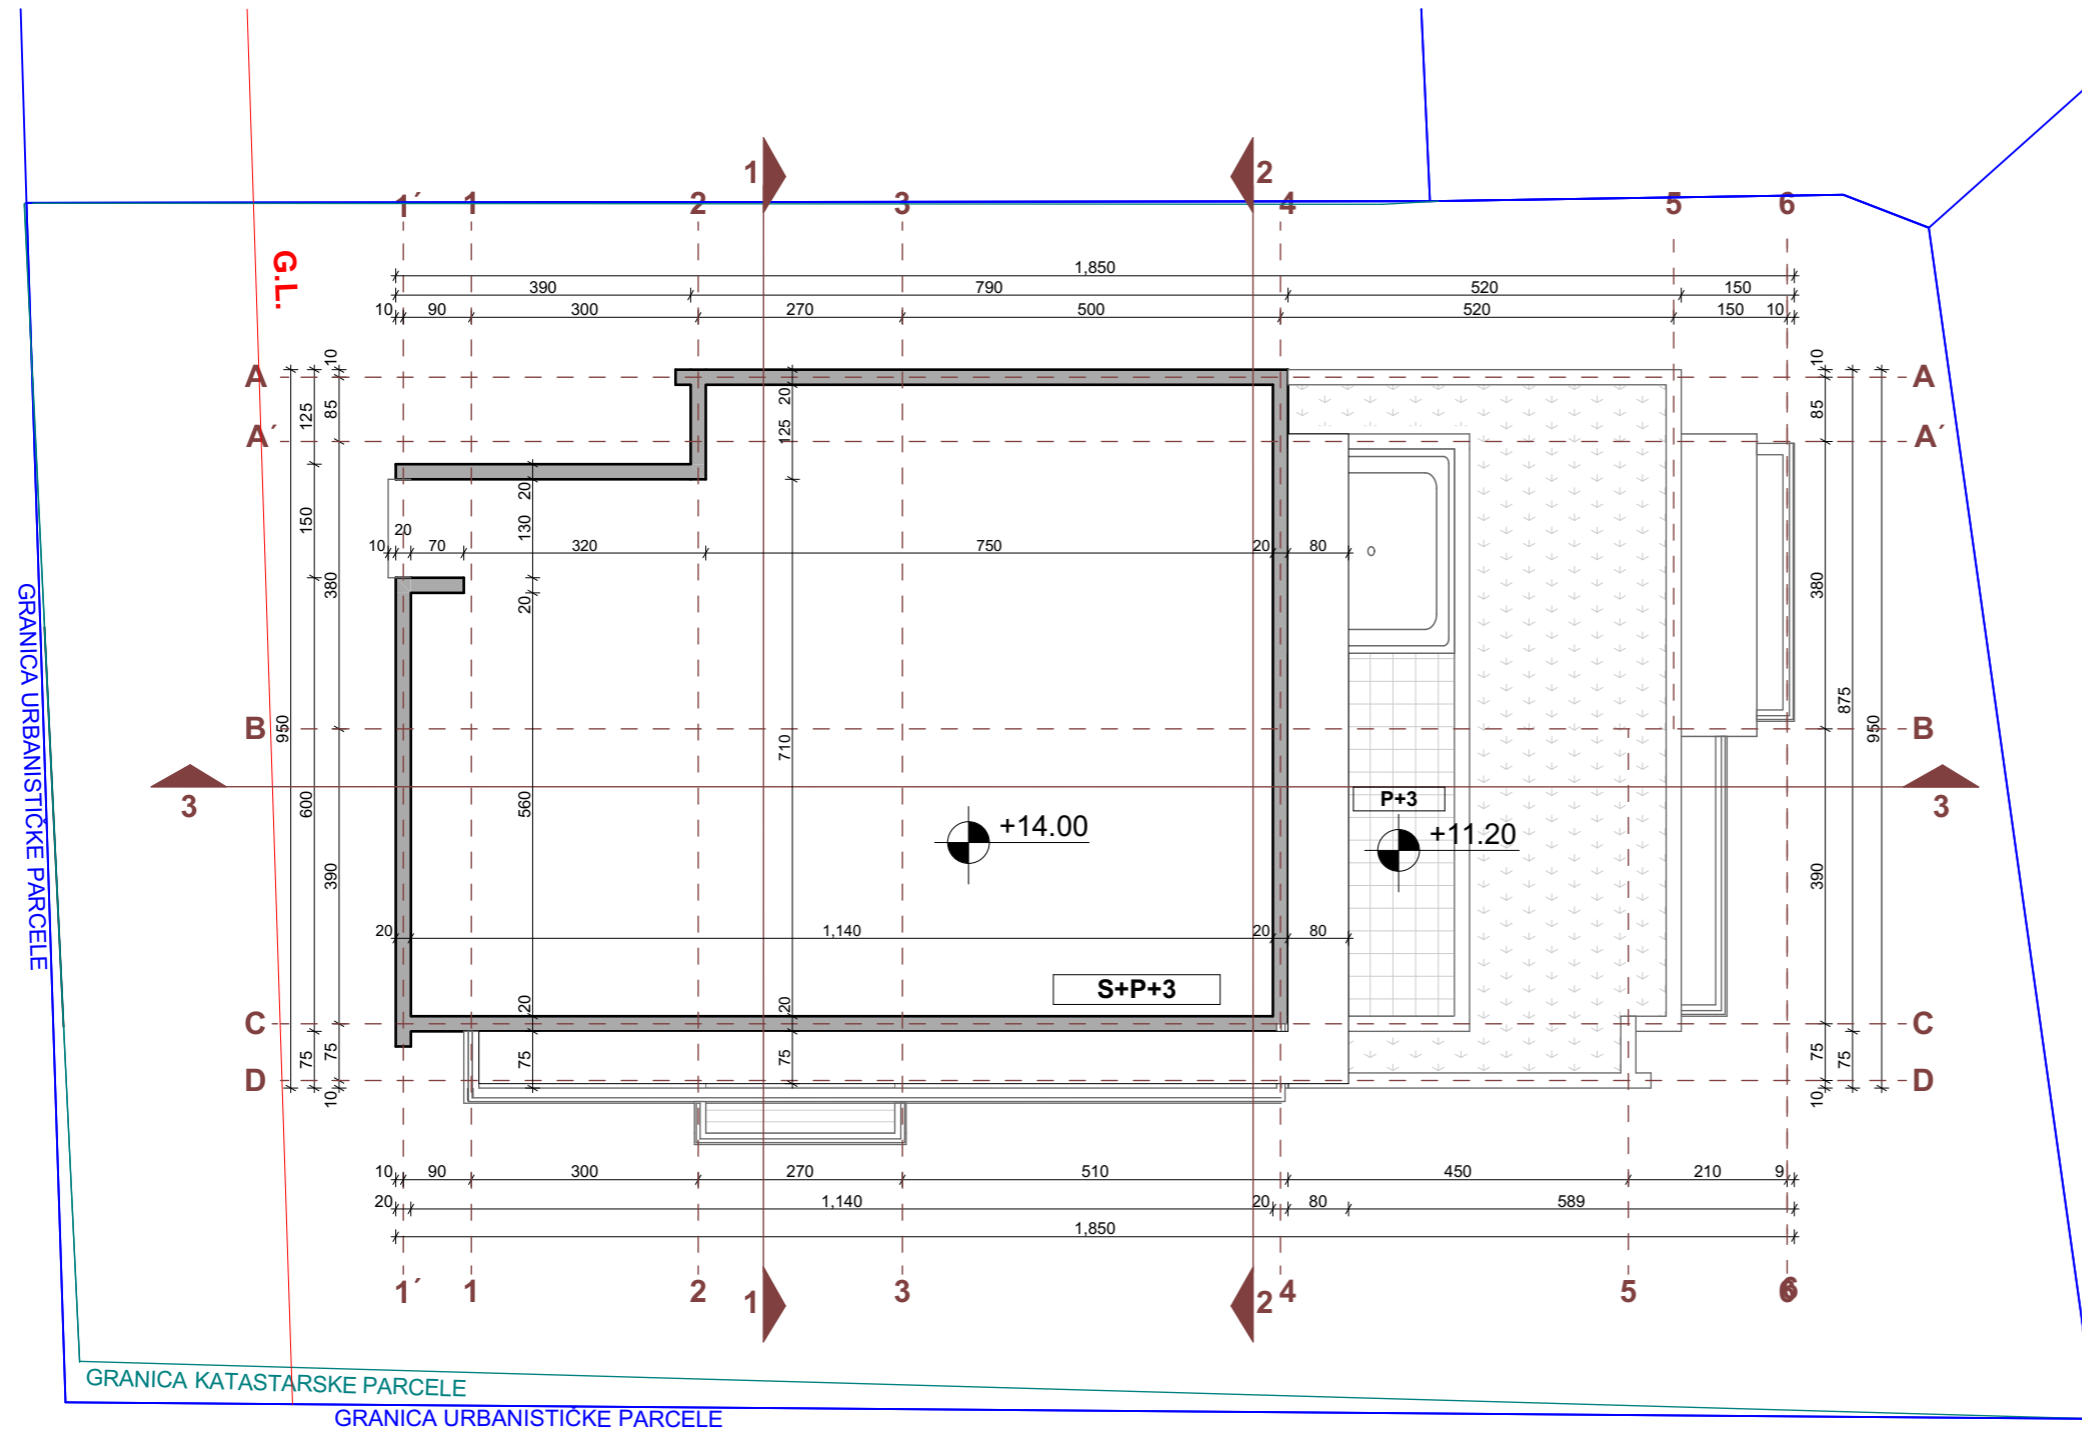 1 2
1´ 1 2 3 4 5 6
G.L.
1,850
390 790 520 150
10 90 300 270 500 520 150 10
A A
A´ A´
B B
C C
D D
10 85 380 390 75 10
125 150 600 75
950
10 85 380 390 75 10
875 75
950
20 125 710 20 75
20 130 20 560 20 75
20
10 70 320 750 20 80
3 3
P+3
+14.00
+11.20
20 1,140 20 80
S+P+3
10 90 300 270 510 450 210 9
20 1,140 20 80 589
1,850
1´ 1 2 1 3 2 4 5 6
GRANICA URBANISTIČKE PARCELE
GRANICA KATASTARSKE PARCELE
GRANICA URBANISTIČKE PARCELE